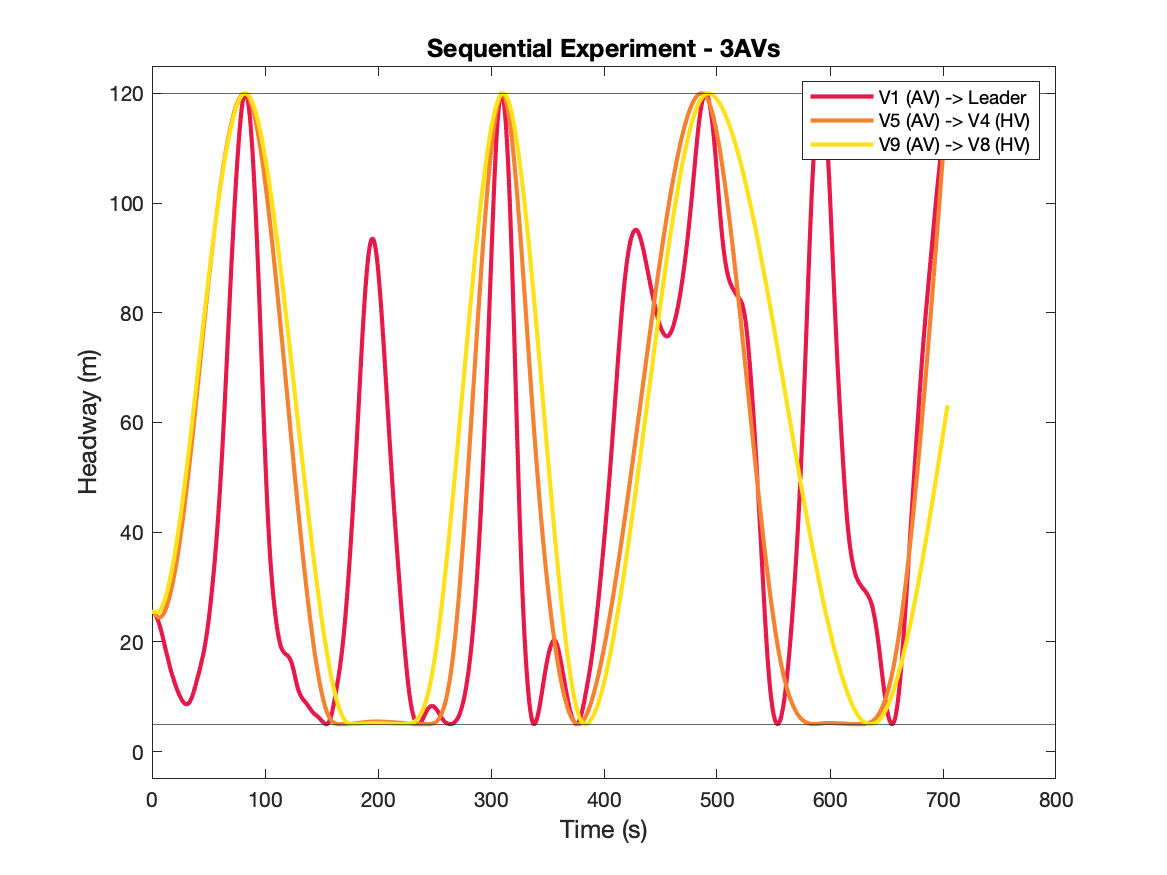 Sequential Experiment - 3AVs
V1 (AV) -> Leader
V5 (AV) -> V4 (HV)
V9 (AV) -> V8 (HV)
Headway (m)
120
100
80
60
40
20
0
0 100 200 300 400 500 600 700 800
Time (s)